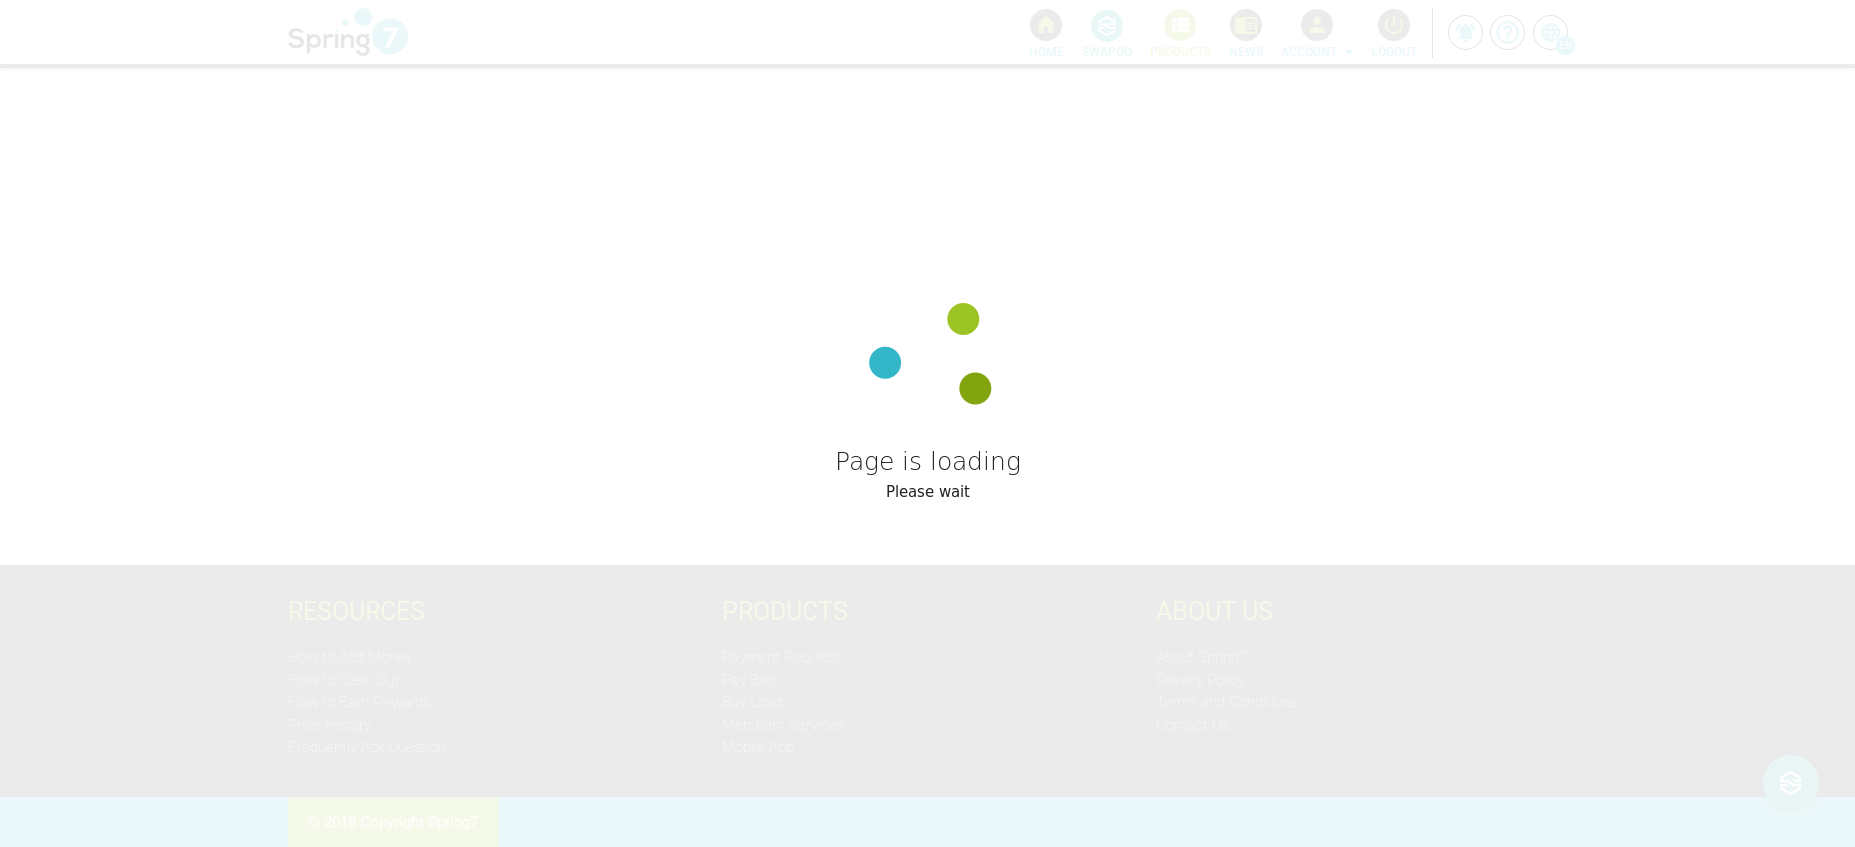 Spring7
HOME SWAPOO PRODUCTS NEWS ACCOUNT LOGOUT EN
Page is loading
Please wait
RESOURCES
How to Add Money
How to Cash Out
How to Earn Rewards
Price History
Frequently Ask Question
PRODUCTS
Payment Request
Pay Bills
Buy Load
Merchant Services
Mobile App
ABOUT US
About Spring7
Privacy Policy
Terms and Conditions
Contact Us
© 2018 Copyright Spring7